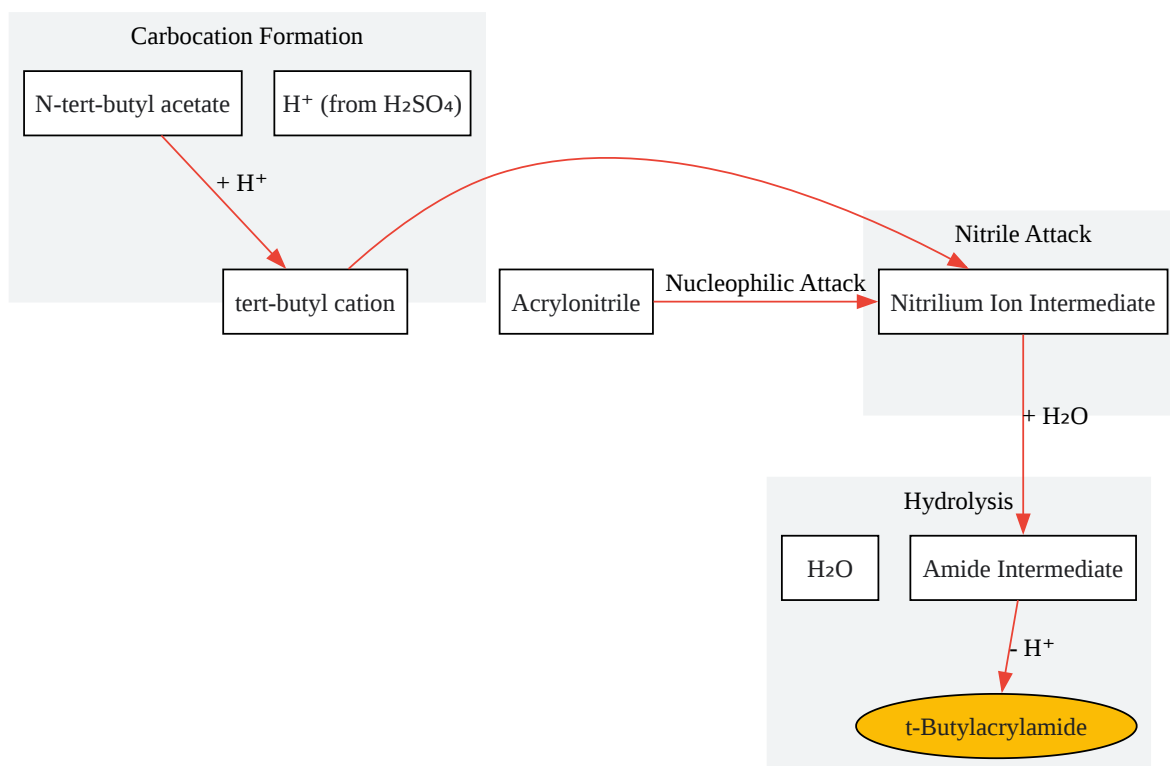 Carbocation Formation
N-tert-butyl acetate
H⁺ (from H₂SO₄)
+ H⁺
tert-butyl cation
Acrylonitrile
Nucleophilic Attack
Nitrile Attack
Nitrilium Ion Intermediate
+ H₂O
Hydrolysis
H₂O
Amide Intermediate
- H⁺
t-Butylacrylamide